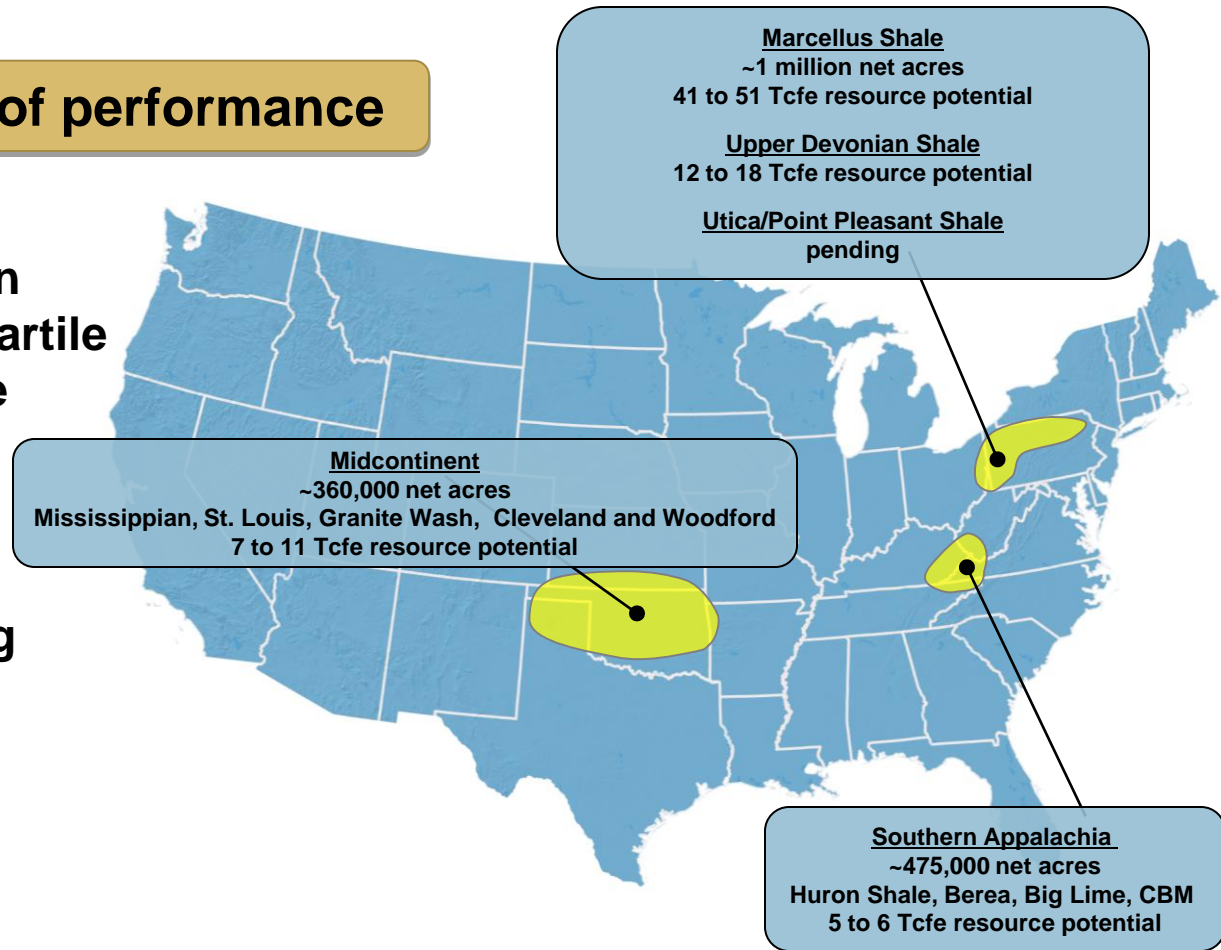 of performance
Marcellus Shale
~1 million net acres
41 to 51 Tcfe resource potential
Upper Devonian Shale
12 to 18 Tcfe resource potential
Utica/Point Pleasant Shale
pending
Midcontinent
~360,000 net acres
Mississippian, St. Louis, Granite Wash, Cleveland and Woodford
7 to 11 Tcfe resource potential
Southern Appalachia
~475,000 net acres
Huron Shale, Berea, Big Lime, CBM
5 to 6 Tcfe resource potential